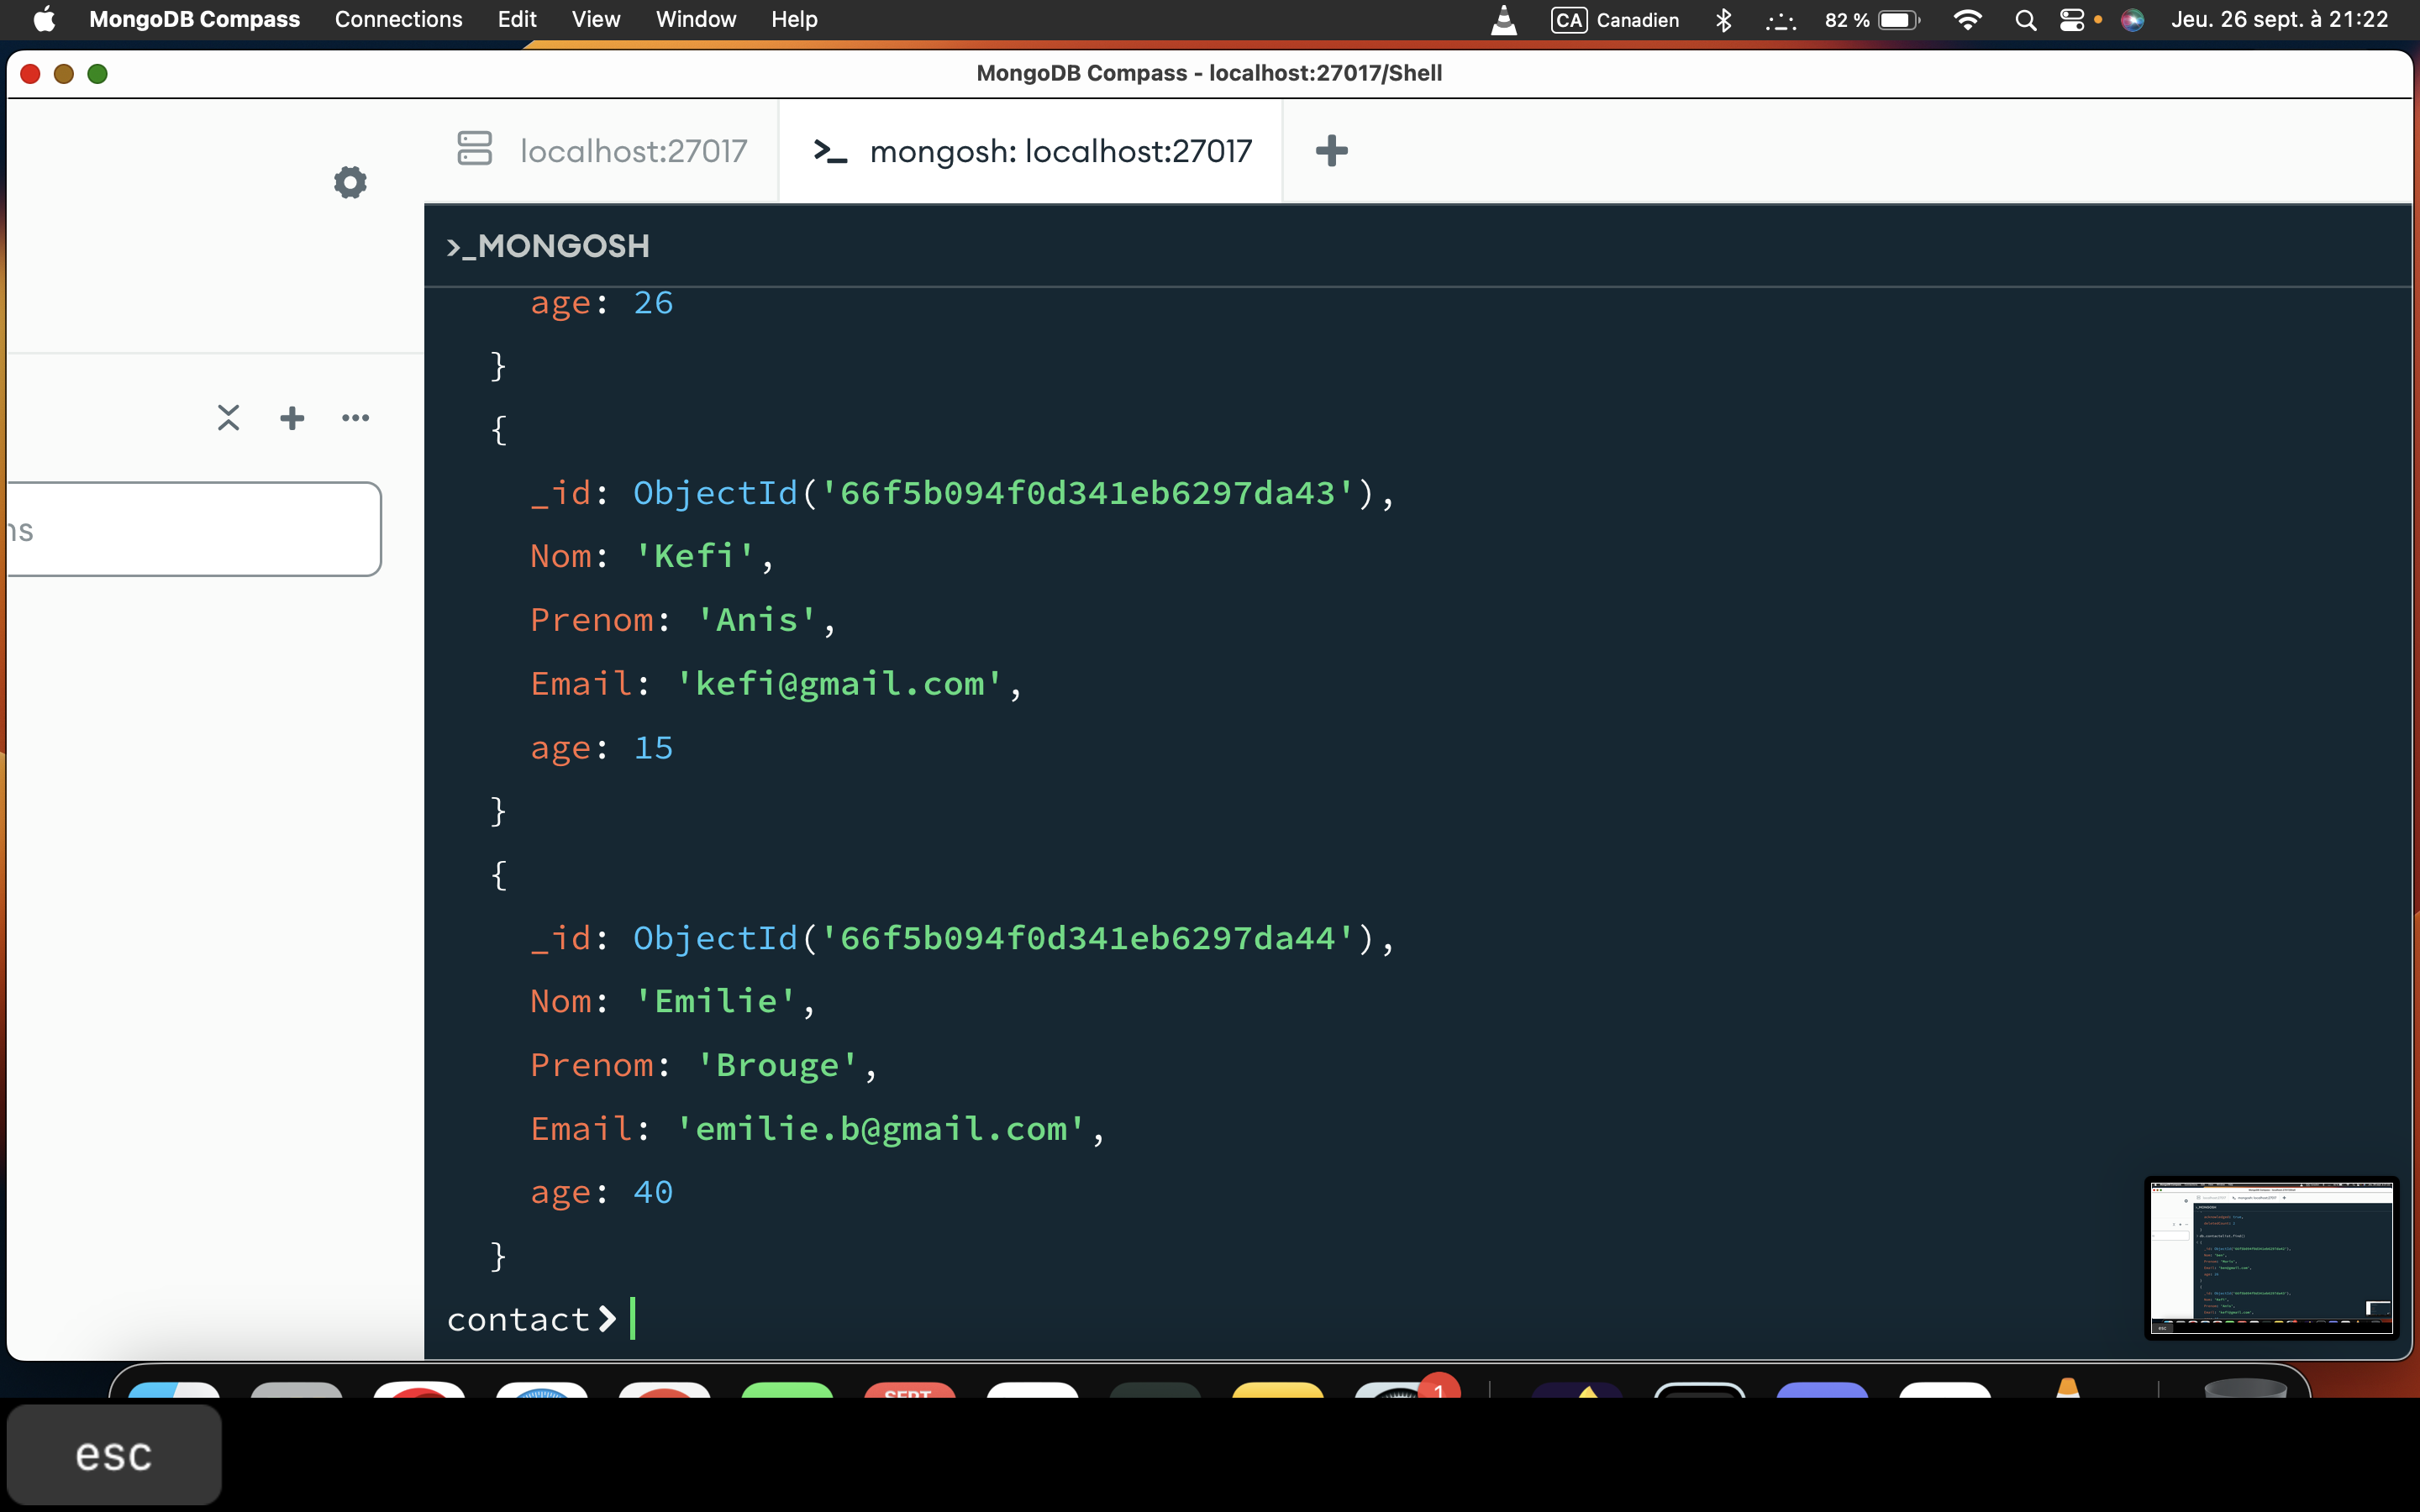 MongoDB Compass Connections Edit View Window Help CA Canadien 82 % Jeu. 26 sept. à 21:22
MongoDB Compass - localhost:27017/Shell
localhost:27017 >_ mongosh: localhost:27017
>_MONGOSH
age: 26
}
{
_id: ObjectId('66f5b094f0d341eb6297da43'),
Nom: 'Kefi',
Prenom: 'Anis',
Email: 'kefi@gmail.com',
age: 15
}
{
_id: ObjectId('66f5b094f0d341eb6297da44'),
Nom: 'Emilie',
Prenom: 'Brouge',
Email: 'emilie.b@gmail.com',
age: 40
}
contact>
SEPT
1
esc